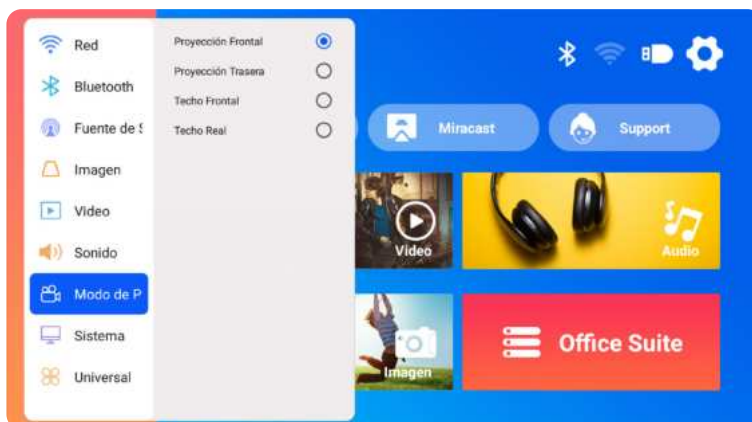 Red
Bluetooth
Fuente de S
Imagen
Video
Sonido
Modo de P
Sistema
Universal
Proyección Frontal
Proyección Trasera
Techo Frontal
Techo Real
Miracast
Support
Video
Audio
Imagen
Office Suite